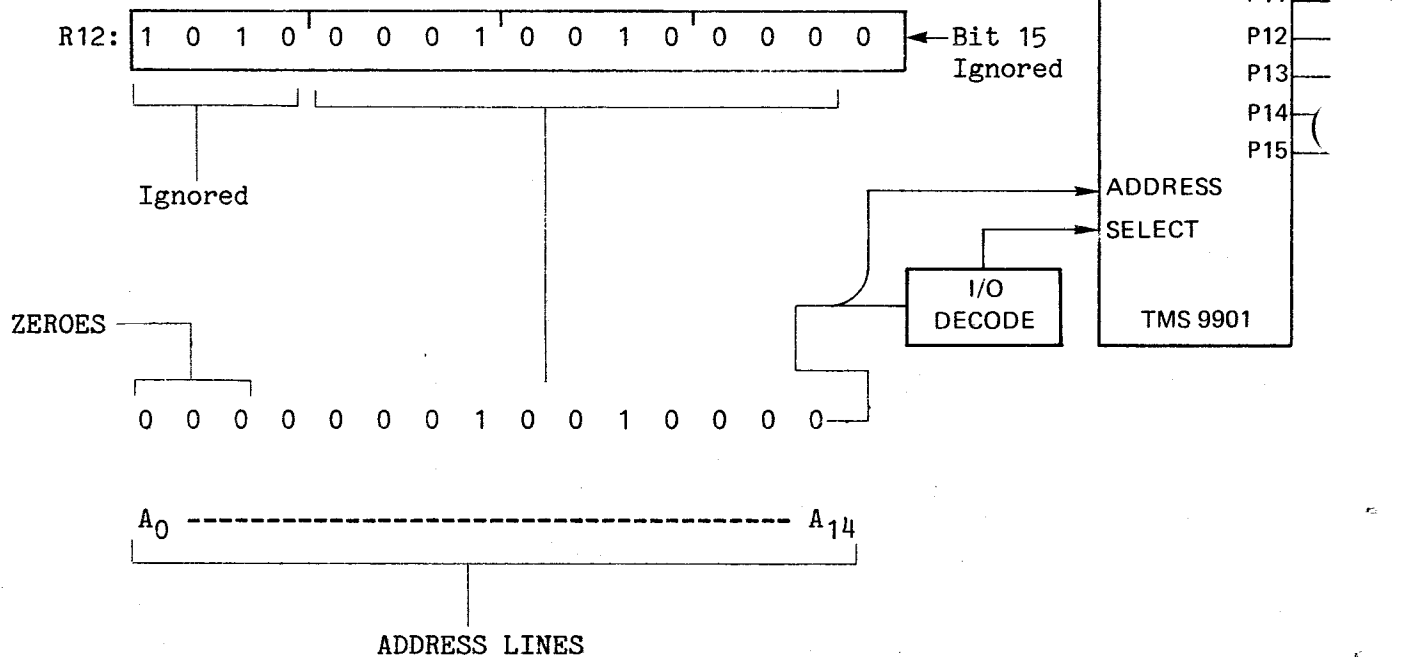 R12: 1 0 1 0 0 0 0 1 0 0 1 0 0 0 0 0
Bit 15
Ignored
P12
P13
P14
P15
Ignored
ADDRESS
SELECT
I/O
DECODE
TMS 9901
ZEROES
0 0 0 0 0 0 0 1 0 0 1 0 0 0 0
A0 A14
ADDRESS LINES